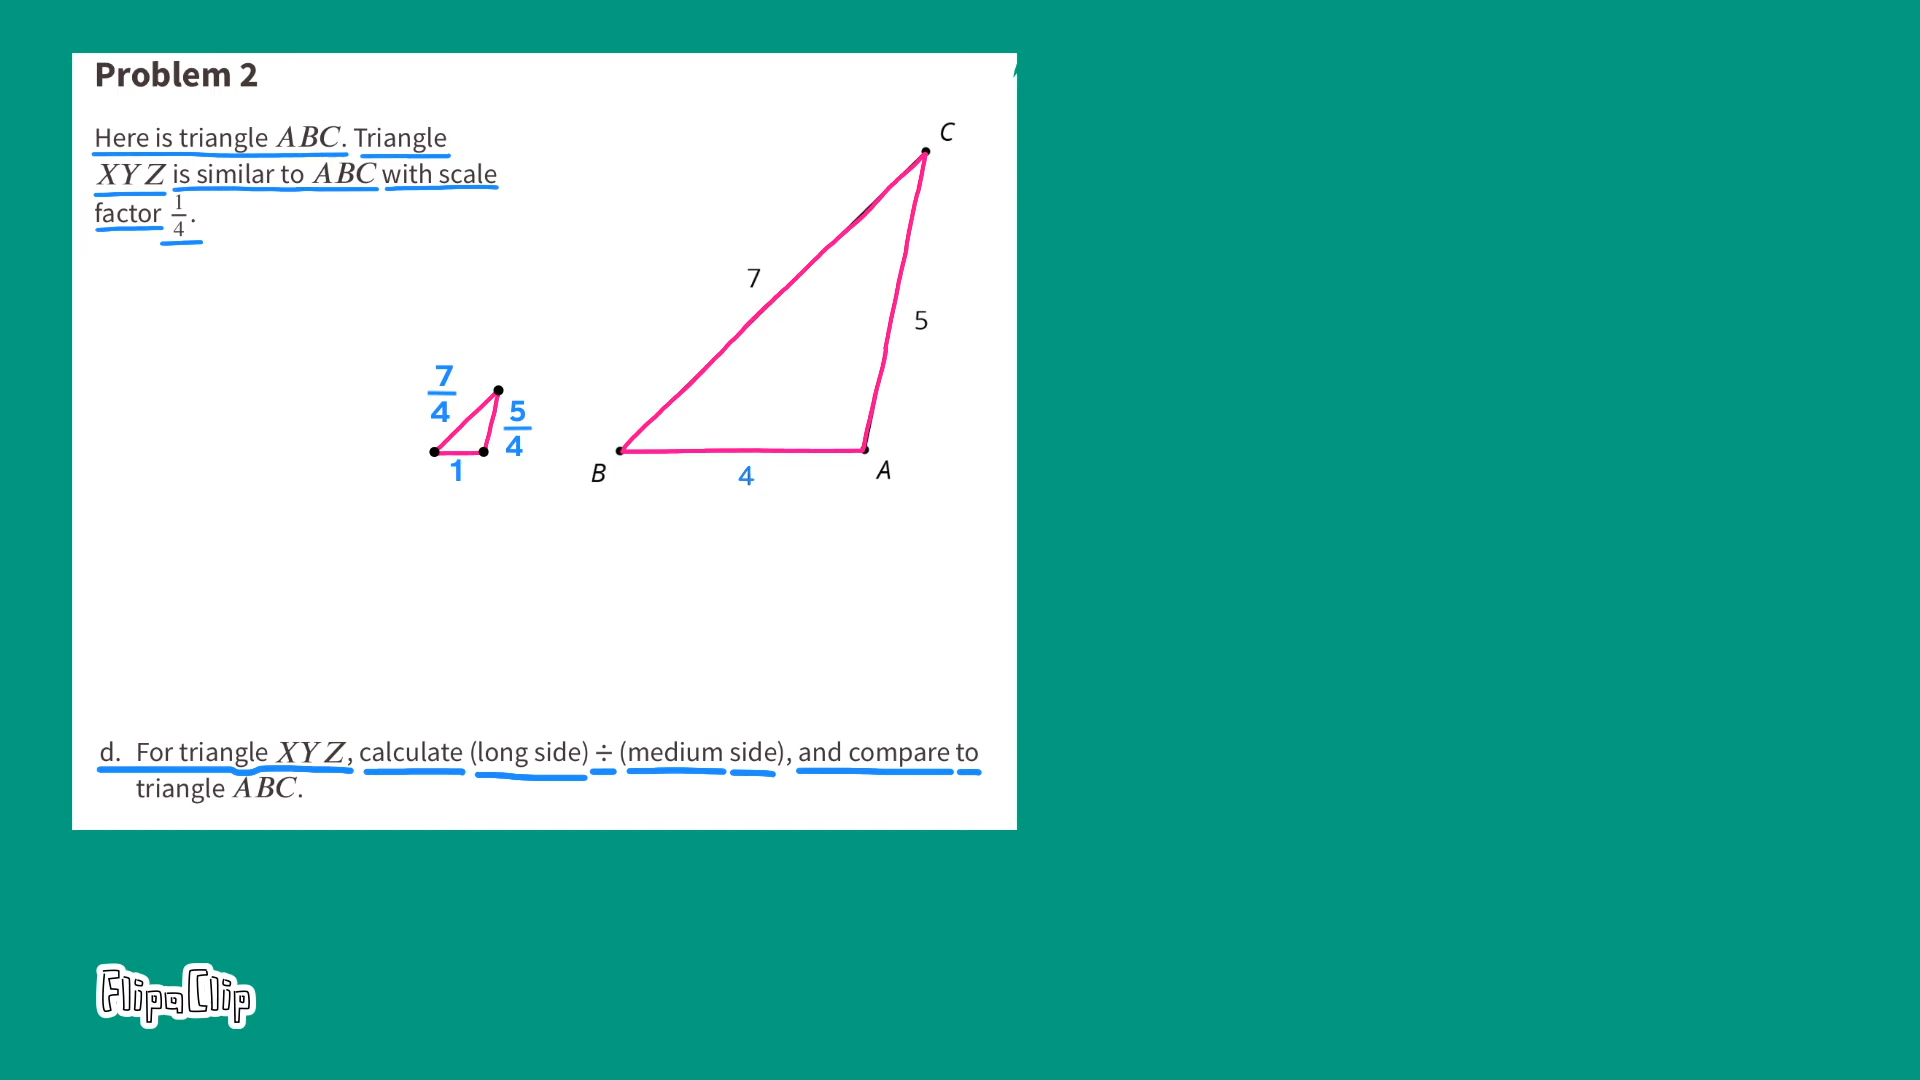 Problem 2
Here is triangle ABC. Triangle
XYZ is similar to ABC with scale
factor 1/4.
C
7
5
7/4
5/4
1
B
4
A
d. For triangle XYZ, calculate (long side) ÷ (medium side), and compare to
triangle ABC.
FlipaClip